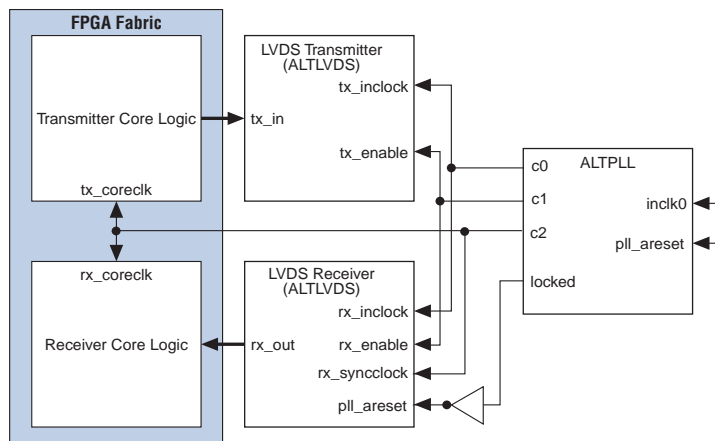 FPGA Fabric
Transmitter Core Logic
tx_coreclk
LVDS Transmitter
(ALTLVDS)
tx_inclock
tx_in
tx_enable
ALTPLL
c0
c1
c2
locked
inclk0
pll_areset
rx_coreclk
Receiver Core Logic
LVDS Receiver
(ALTLVDS)
rx_inclock
rx_out
rx_enable
rx_syncclock
pll_areset